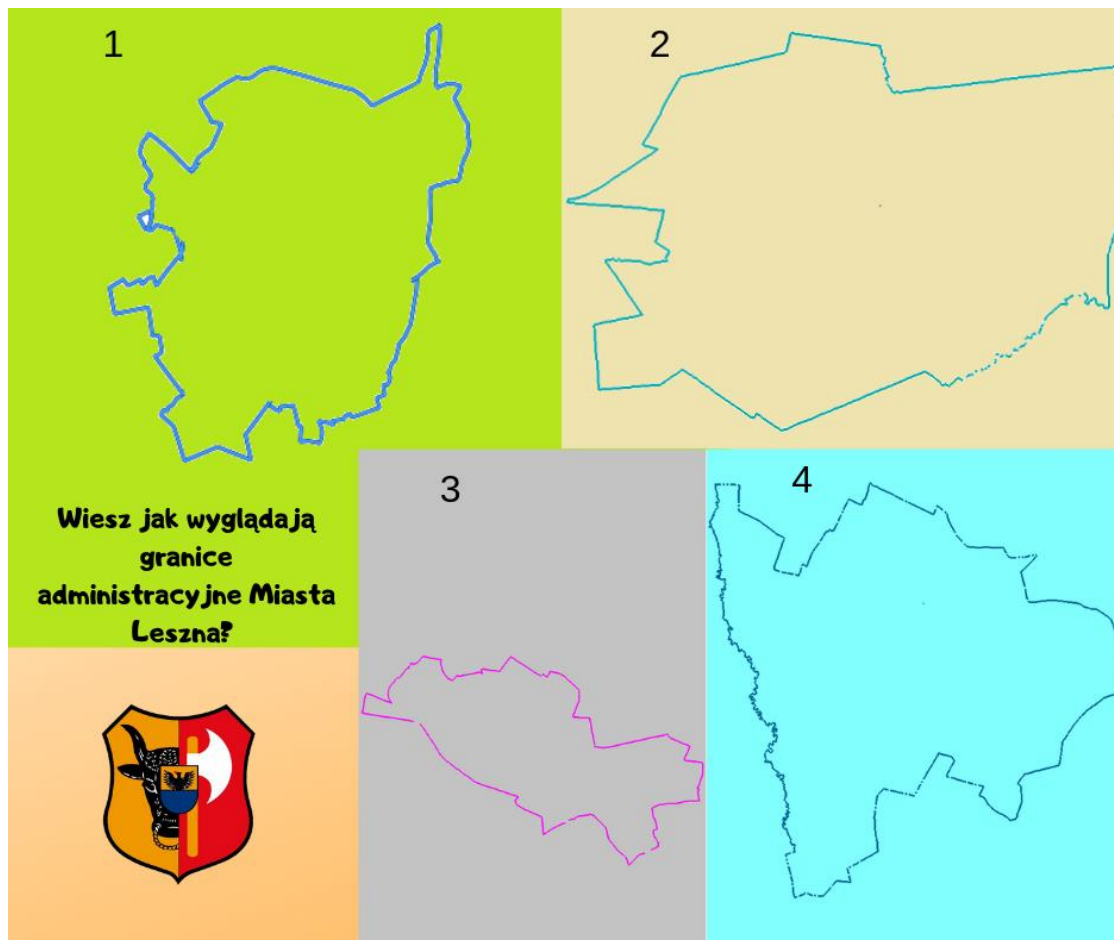 1
2
3
4
Wiesz jak wyglądają
granice
administracyjne Miasta
Leszna?